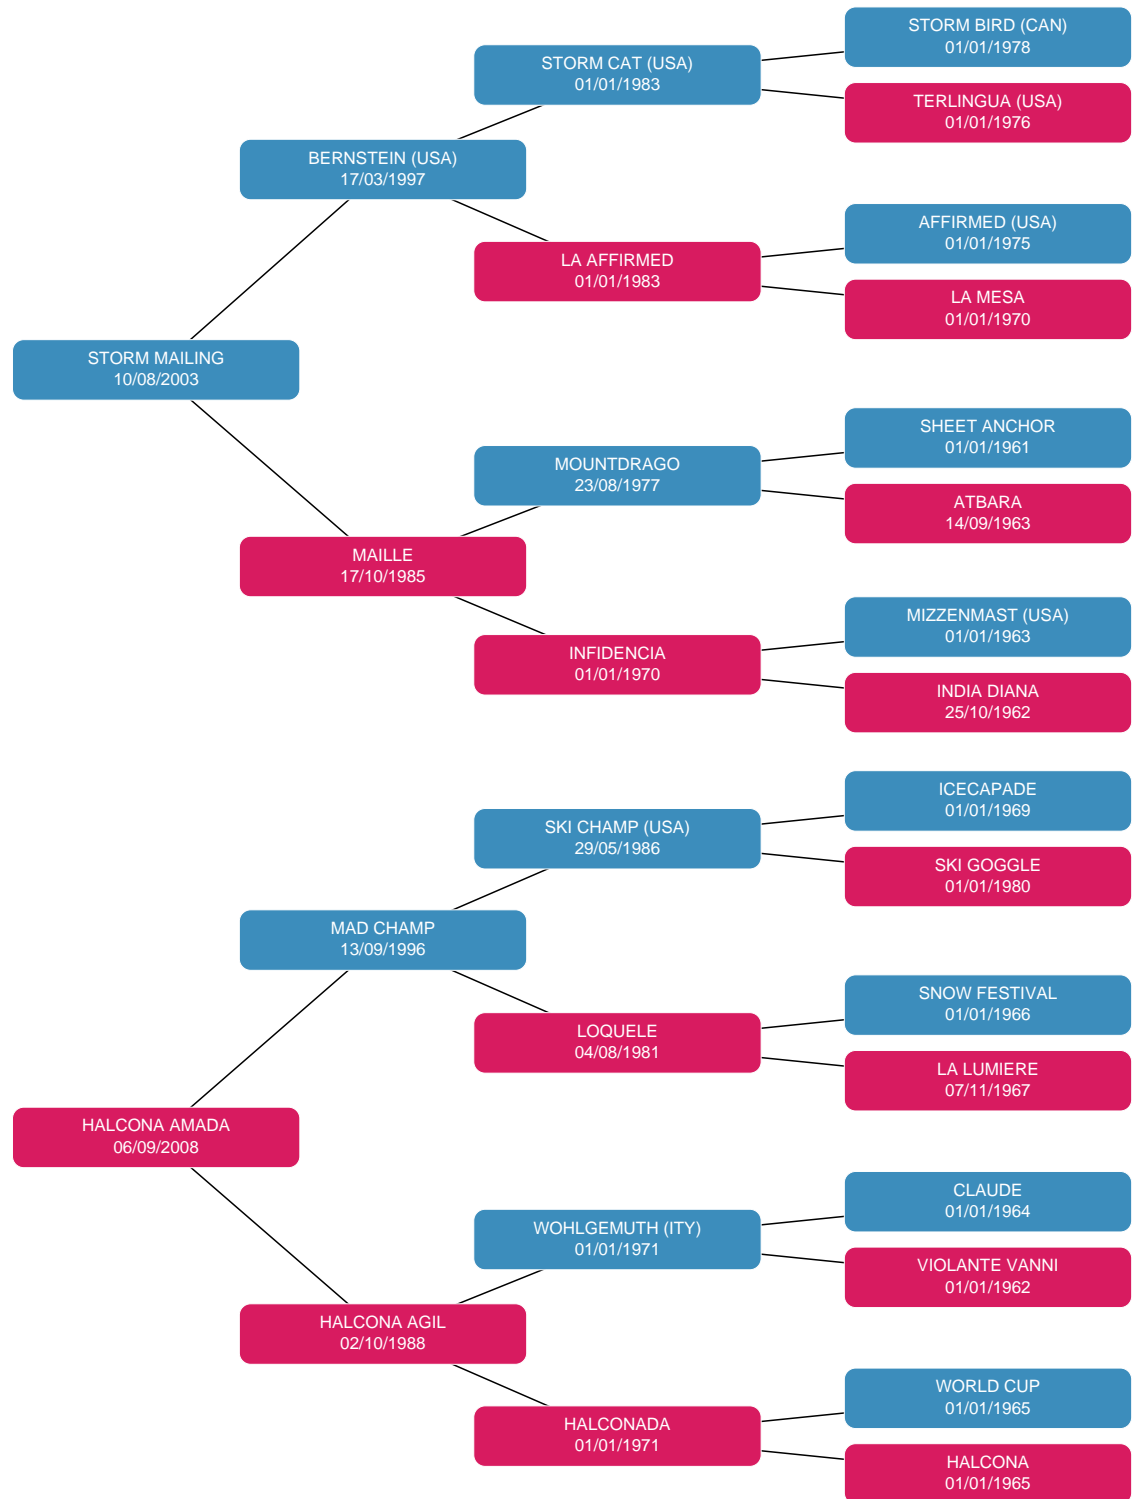 STORM BIRD (CAN)
01/01/1978
STORM CAT (USA)
01/01/1983
TERLINGUA (USA)
01/01/1976
BERNSTEIN (USA)
17/03/1997
AFFIRMED (USA)
01/01/1975
LA AFFIRMED
01/01/1983
LA MESA
01/01/1970
STORM MAILING
10/08/2003
SHEET ANCHOR
01/01/1961
MOUNTDRAGO
23/08/1977
ATBARA
14/09/1963
MAILLE
17/10/1985
MIZZENMAST (USA)
01/01/1963
INFIDENCIA
01/01/1970
INDIA DIANA
25/10/1962
ICECAPADE
01/01/1969
SKI CHAMP (USA)
29/05/1986
SKI GOGGLE
01/01/1980
MAD CHAMP
13/09/1996
SNOW FESTIVAL
01/01/1966
LOQUELE
04/08/1981
LA LUMIERE
07/11/1967
HALCONA AMADA
06/09/2008
CLAUDE
01/01/1964
WOHLGEMUTH (ITY)
01/01/1971
VIOLANTE VANNI
01/01/1962
HALCONA AGIL
02/10/1988
WORLD CUP
01/01/1965
HALCONADA
01/01/1971
HALCONA
01/01/1965